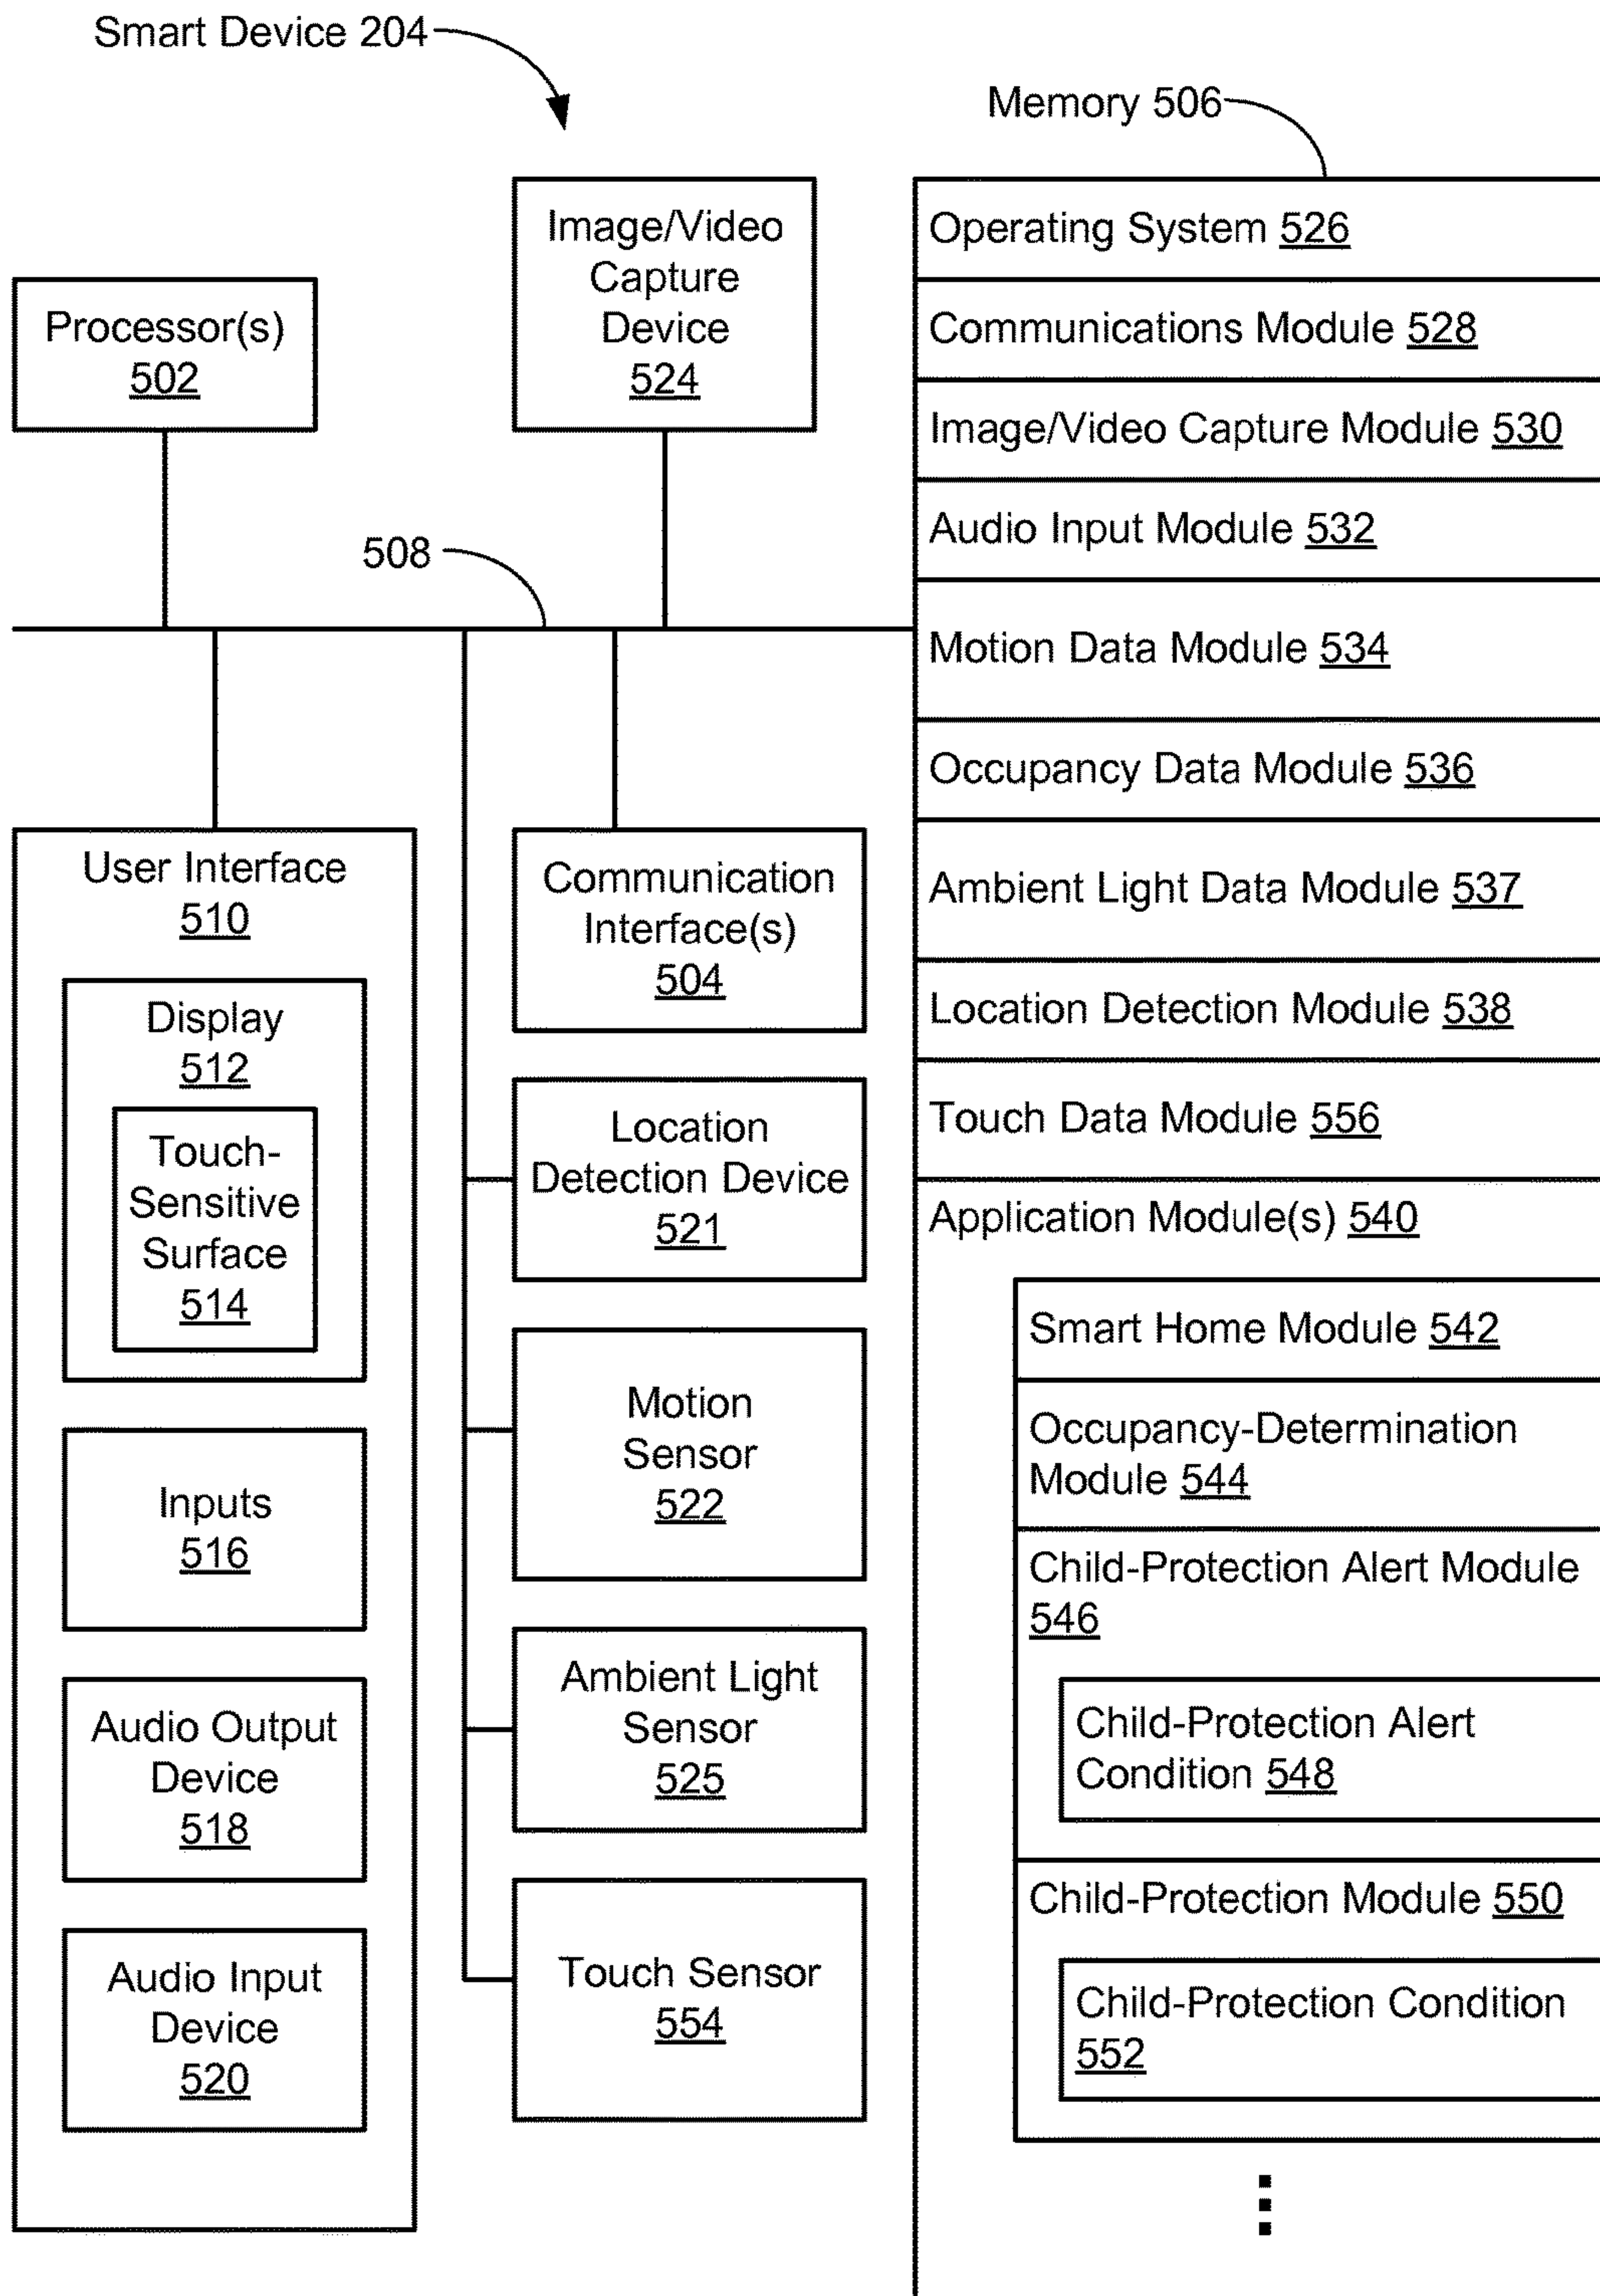 Smart Device 204
Memory 506
Processor(s)
502
Image/Video
Capture
Device
524
508
User Interface
510
Display
512
Touch-
Sensitive
Surface
514
Inputs
516
Audio Output
Device
518
Audio Input
Device
520
Communication
Interface(s)
504
Location
Detection Device
521
Motion
Sensor
522
Ambient Light
Sensor
525
Touch Sensor
554
Operating System 526
Communications Module 528
Image/Video Capture Module 530
Audio Input Module 532
Motion Data Module 534
Occupancy Data Module 536
Ambient Light Data Module 537
Location Detection Module 538
Touch Data Module 556
Application Module(s) 540
Smart Home Module 542
Occupancy-Determination
Module 544
Child-Protection Alert Module
546
Child-Protection Alert
Condition 548
Child-Protection Module 550
Child-Protection Condition
552